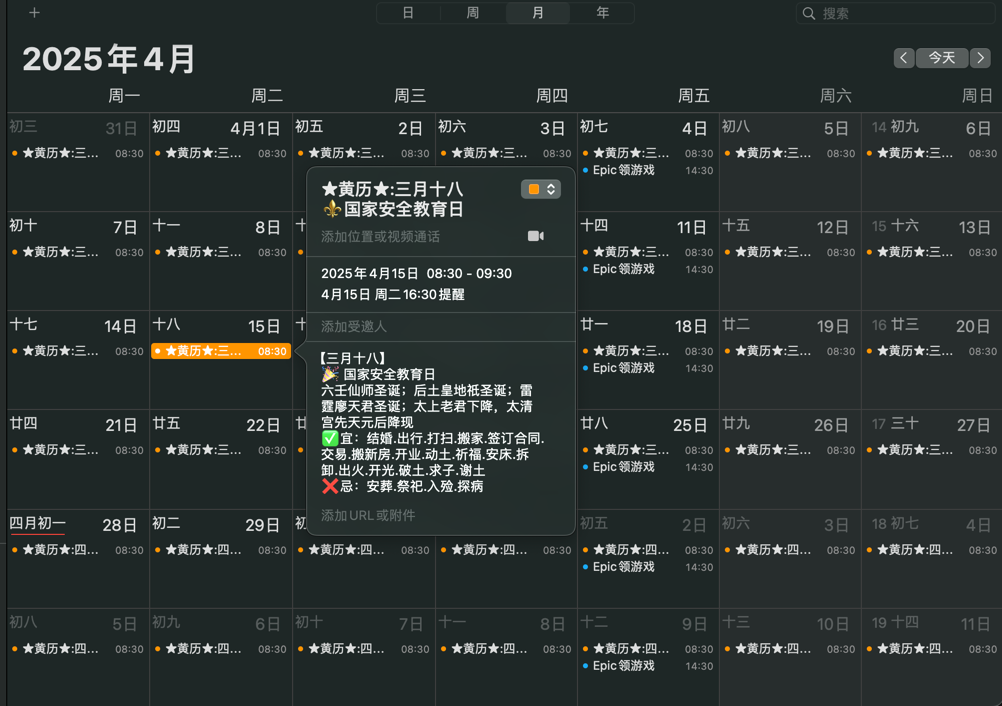 +
日 周 月 年
搜索
2025年4月
< 今天 >
周一 周二 周三 周四 周五 周六 周日
初三 31日 初四 4月1日 初五 2日 初六 3日 初七 4日 初八 5日 14 初九 6日
★黄历★:三... 08:30 ★黄历★:三... 08:30 ★黄历★:三... 08:30 ★黄历★:三... 08:30 ★黄历★:三... 08:30 ★黄历★:三... 08:30 ★黄历★:三... 08:30
Epic领游戏 14:30
初十 7日 十一 8日 十四 11日 十五 12日 15 十六 13日
★黄历★:三... 08:30 ★黄历★:三... 08:30 ★黄历★:三... 08:30 ★黄历★:三... 08:30 ★黄历★:三... 08:30
Epic领游戏 14:30
十七 14日 十八 15日 廿一 18日 廿二 19日 16 廿三 20日
★黄历★:三... 08:30 ★黄历★:三... 08:30 ★黄历★:三... 08:30 ★黄历★:三... 08:30 ★黄历★:三... 08:30
Epic领游戏 14:30
廿四 21日 廿五 22日 廿八 25日 廿九 26日 17 三十 27日
★黄历★:三... 08:30 ★黄历★:三... 08:30 ★黄历★:三... 08:30 ★黄历★:三... 08:30 ★黄历★:三... 08:30
Epic领游戏 14:30
四月初一 28日 初二 29日 初五 2日 初六 3日 18 初七 4日
★黄历★:四... 08:30 ★黄历★:四... 08:30 ★黄历★:四... 08:30 ★黄历★:四... 08:30 ★黄历★:四... 08:30 ★黄历★:四... 08:30 ★黄历★:四... 08:30
Epic领游戏 14:30
初八 5日 初九 6日 初十 7日 十一 8日 十二 9日 十三 10日 19 十四 11日
★黄历★:四... 08:30 ★黄历★:四... 08:30 ★黄历★:四... 08:30 ★黄历★:四... 08:30 ★黄历★:四... 08:30 ★黄历★:四... 08:30 ★黄历★:四... 08:30
Epic领游戏 14:30
★黄历★:三月十八
⚜️国家安全教育日
添加位置或视频通话
2025年4月15日 08:30 - 09:30
4月15日 周二16:30提醒
添加受邀人
【三月十八】
🎉 国家安全教育日
六壬仙师圣诞；后土皇地祇圣诞；雷
霆廖天君圣诞；太上老君下降，太清
宫先天元后降现
✅宜：结婚.出行.打扫.搬家.签订合同.
交易.搬新房.开业.动土.祈福.安床.拆
卸.出火.开光.破土.求子.谢土
❌忌：安葬.祭祀.入殓.探病
添加URL或附件